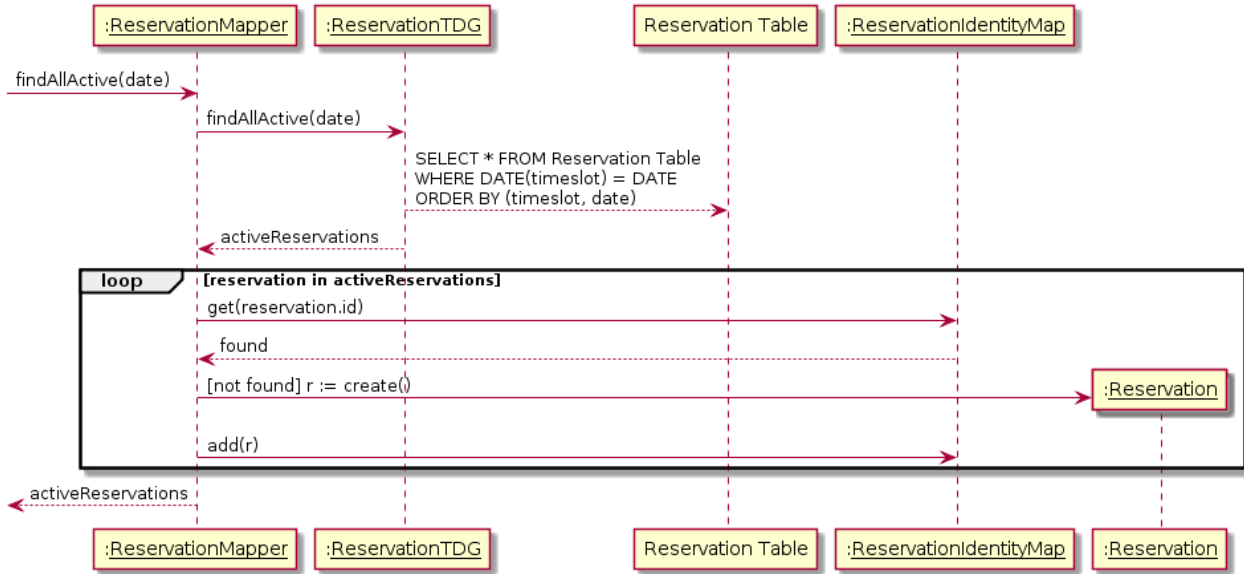 :ReservationMapper
:ReservationTDG
Reservation Table
:ReservationIdentityMap
findAllActive(date)
findAllActive(date)
SELECT * FROM Reservation Table
WHERE DATE(timeslot) = DATE
ORDER BY (timeslot, date)
activeReservations
loop
[reservation in activeReservations]
get(reservation.id)
found
[not found] r := create()
:Reservation
add(r)
activeReservations
:ReservationMapper
:ReservationTDG
Reservation Table
:ReservationIdentityMap
:Reservation